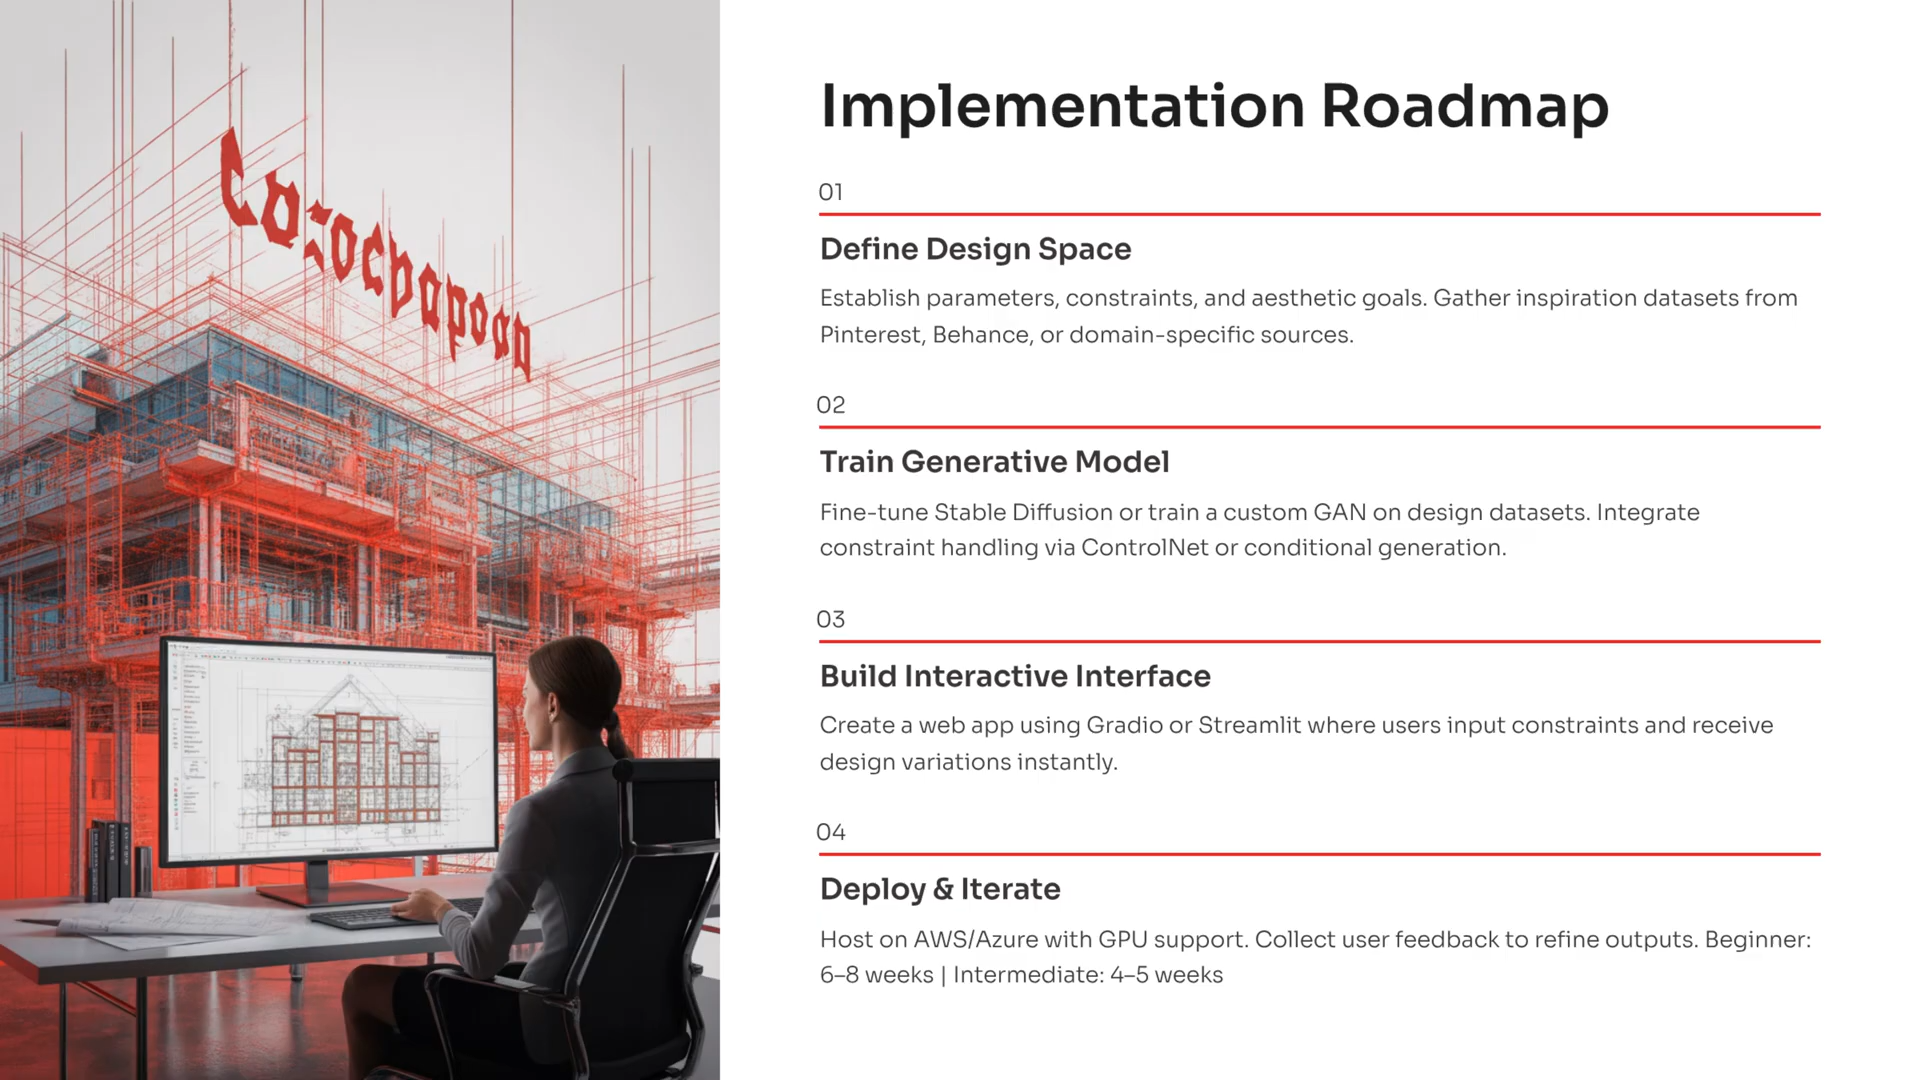 Implementation Roadmap
01
Define Design Space
Establish parameters, constraints, and aesthetic goals. Gather inspiration datasets from
Pinterest, Behance, or domain-specific sources.
02
Train Generative Model
Fine-tune Stable Diffusion or train a custom GAN on design datasets. Integrate
constraint handling via ControlNet or conditional generation.
03
Build Interactive Interface
Create a web app using Gradio or Streamlit where users input constraints and receive
design variations instantly.
04
Deploy & Iterate
Host on AWS/Azure with GPU support. Collect user feedback to refine outputs. Beginner:
6–8 weeks | Intermediate: 4–5 weeks